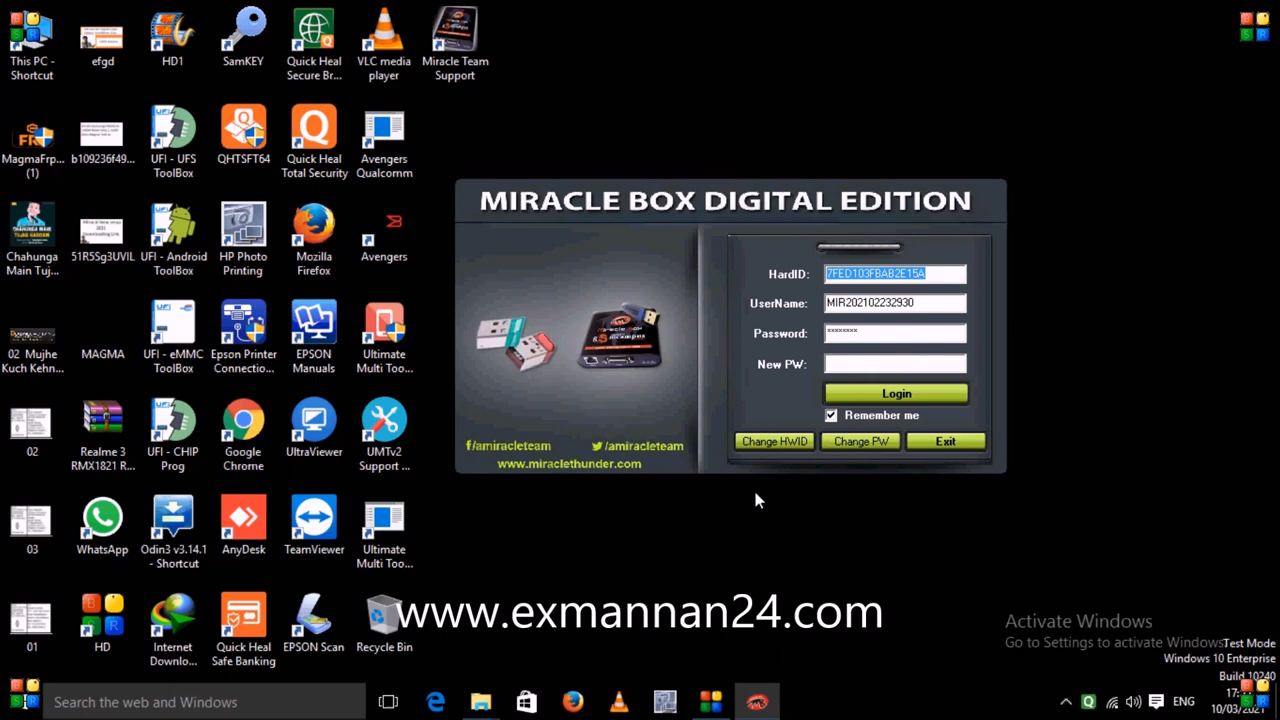 This PC -
Shortcut
efgd
HD1
SamKEY
Quick Heal
Secure Br...
VLC media
player
Miracle Team
Support
MagmaFrp...
(1)
b109236f49...
UFI - UFS
ToolBox
QHTSFT64
Quick Heal
Total Security
Avengers
Qualcomm
Chahunga
Main Tuj...
51R5Sg3UVIL
UFI - Android
ToolBox
HP Photo
Printing
Mozilla
Firefox
Avengers
02 Mujhe
Kuch Kehn...
MAGMA
UFI - eMMC
ToolBox
Epson Printer
Connectio...
EPSON
Manuals
Ultimate
Multi Too...
02
Realme 3
RMX1821 R...
UFI - CHIP
Prog
Google
Chrome
UltraViewer
UMTv2
Support ...
03
WhatsApp
Odin3 v3.14.1
- Shortcut
AnyDesk
TeamViewer
Ultimate
Multi Too...
01
HD
Internet
Downlo...
Quick Heal
Safe Banking
EPSON Scan
Recycle Bin
MIRACLE BOX DIGITAL EDITION
HardID: 7FED103FBAB2E15A
UserName: MIR202102232930
Password: ********
New PW:
Login
Remember me
Change HWID Change PW Exit
f/amiracleteam /amiracleteam
www.miraclethunder.com
www.exmannan24.com
Activate Windows
Go to Settings to activate Windows
Test Mode
Windows 10 Enterprise
Build 10240
Search the web and Windows
ENG
17:
10/03/2021